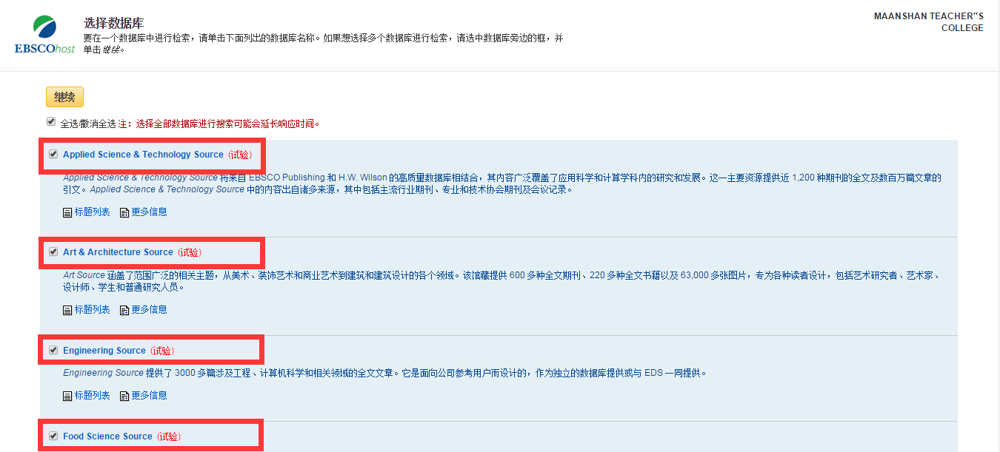 选择数据库
要在一个数据库中进行检索，请单击下面列出的数据库名称。如果想选择多个数据库进行检索，请选中数据库旁边的框，并
单击继续。
EBSCOhost
MAANSHAN TEACHER"S
COLLEGE
继续
全选/撤消全选 注：选择全部数据库进行搜索可能会延长响应时间。
Applied Science & Technology Source (试验)
Applied Science & Technology Source 将来自 EBSCO Publishing 和 H.W. Wilson 的高质量数据库相结合，其内容广泛覆盖了应用科学和计算学科内的研究和发展。这一主要资源提供近 1,200 种期刊的全文及数百万篇文章的
引文。Applied Science & Technology Source 中的内容出自诸多来源，其中包括主流行业期刊、专业和技术协会期刊及会议记录。
标题列表 更多信息
Art & Architecture Source (试验)
Art Source 涵盖了范围广泛的相关主题，从美术、装饰艺术和商业艺术到建筑和建筑设计的各个领域。该馆藏提供 600 多种全文期刊、220 多种全文书籍以及 63,000 多张图片，专为各种读者设计，包括艺术研究者、艺术家、
设计师、学生和普通研究人员。
标题列表 更多信息
Engineering Source (试验)
Engineering Source 提供了 3000 多篇涉及工程、计算机科学和相关领域的全文文章。它是面向公司参考用户而设计的，作为独立的数据库提供或与 EDS 一同提供。
标题列表 更多信息
Food Science Source (试验)